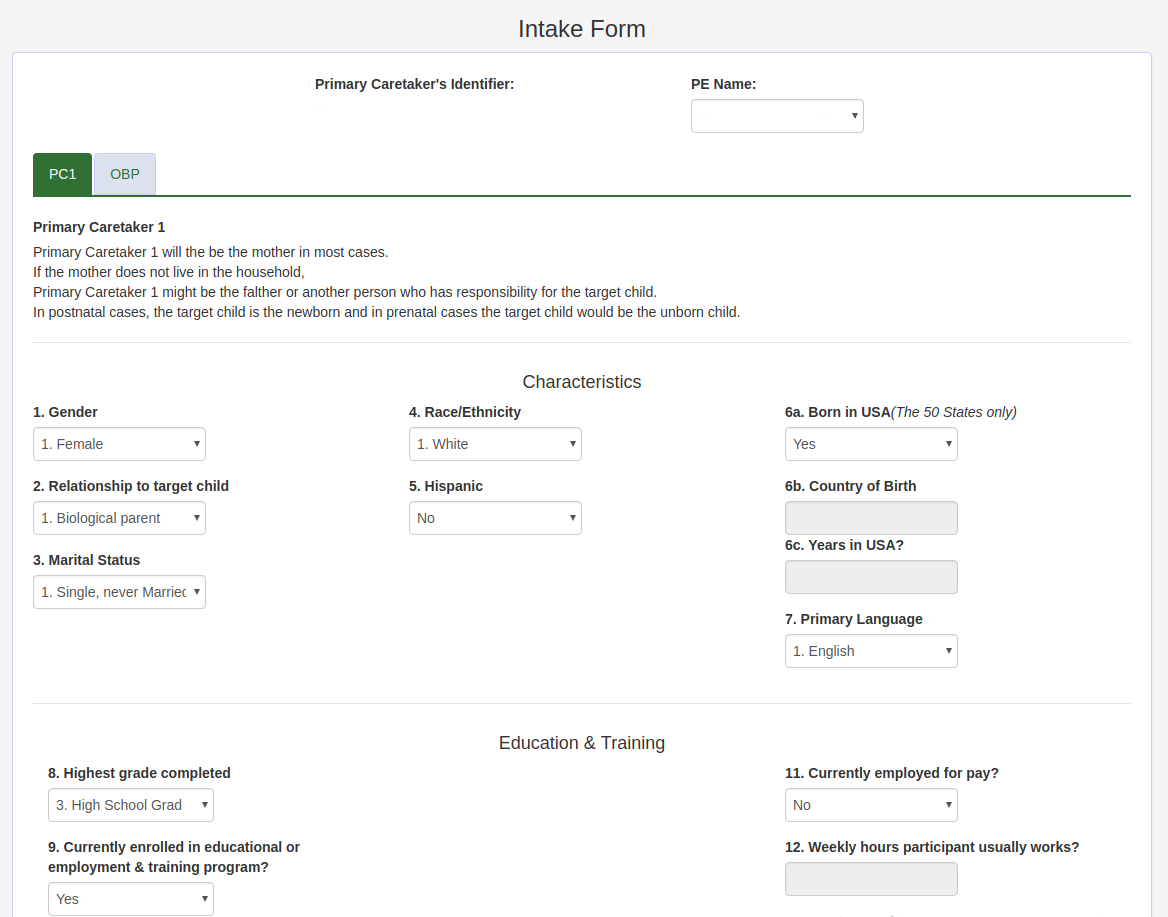 Intake Form
Primary Caretaker's Identifier:
PE Name:
PC1
OBP
Primary Caretaker 1
Primary Caretaker 1 will the be the mother in most cases.
If the mother does not live in the household,
Primary Caretaker 1 might be the falther or another person who has responsibility for the target child.
In postnatal cases, the target child is the newborn and in prenatal cases the target child would be the unborn child.
Characteristics
1. Gender
1. Female
2. Relationship to target child
1. Biological parent
3. Marital Status
1. Single, never Married
4. Race/Ethnicity
1. White
5. Hispanic
No
6a. Born in USA(The 50 States only)
Yes
6b. Country of Birth
6c. Years in USA?
7. Primary Language
1. English
Education & Training
8. Highest grade completed
3. High School Grad
9. Currently enrolled in educational or
employment & training program?
Yes
11. Currently employed for pay?
No
12. Weekly hours participant usually works?